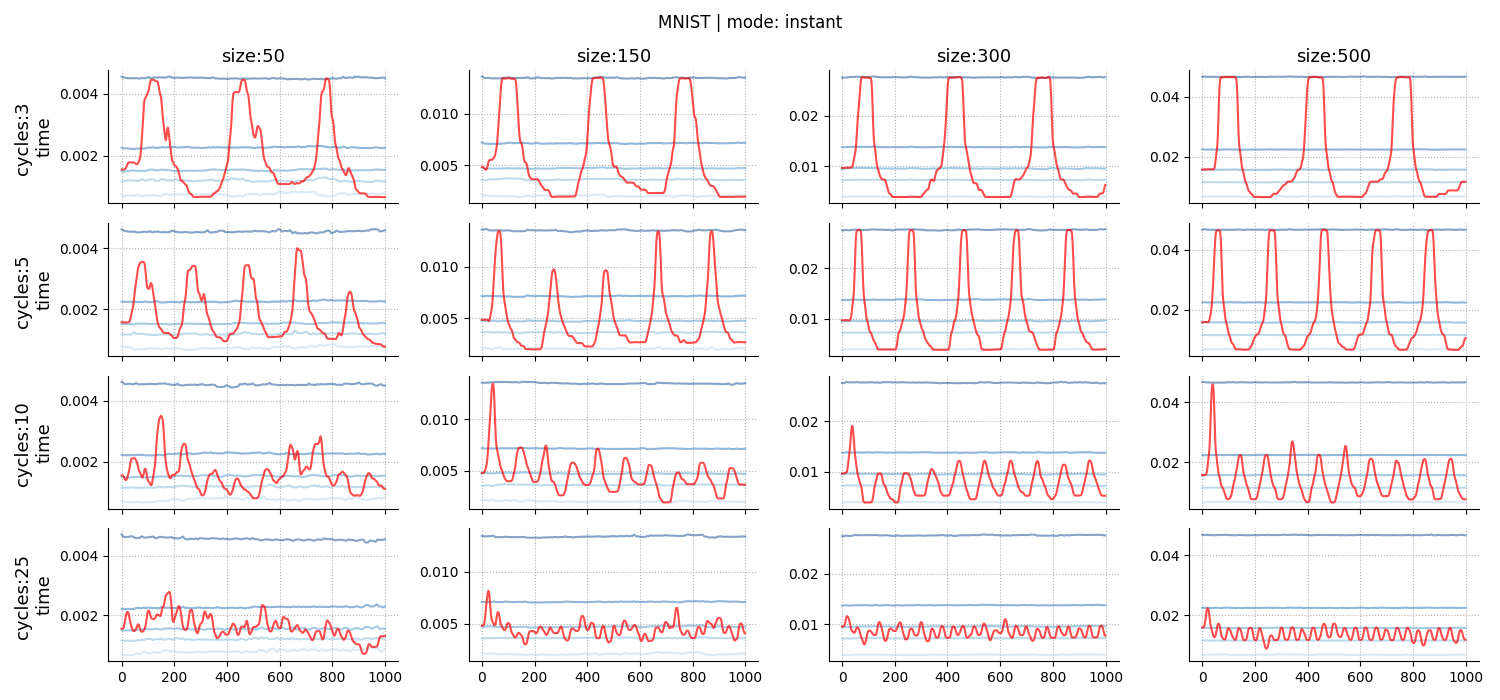 MNIST | mode: instant
size:50 size:150 size:300 size:500
cycles:3
time
0.004 0.010 0.02 0.04
0.002 0.005 0.01 0.02
cycles:5
time
0.004 0.010 0.02 0.04
0.002 0.005 0.01 0.02
cycles:10
time
0.004 0.010 0.02 0.04
0.002 0.005 0.01 0.02
cycles:25
time
0.004 0.010 0.02 0.04
0.002 0.005 0.01 0.02
0 200 400 600 800 1000 0 200 400 600 800 1000 0 200 400 600 800 1000 0 200 400 600 800 1000